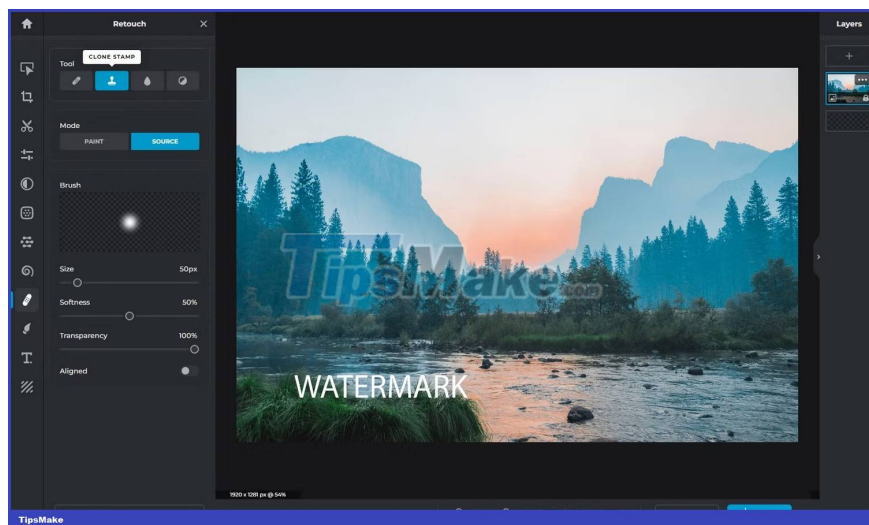 Retouch
Layers
CLONE STAMP
Tool
Mode
PAINT SOURCE
Brush
Size 50px
Softness 50%
Transparency 100%
Aligned
T.
TipsMake.com
WATERMARK
1920 x 1281 px @ 54%
TipsMake